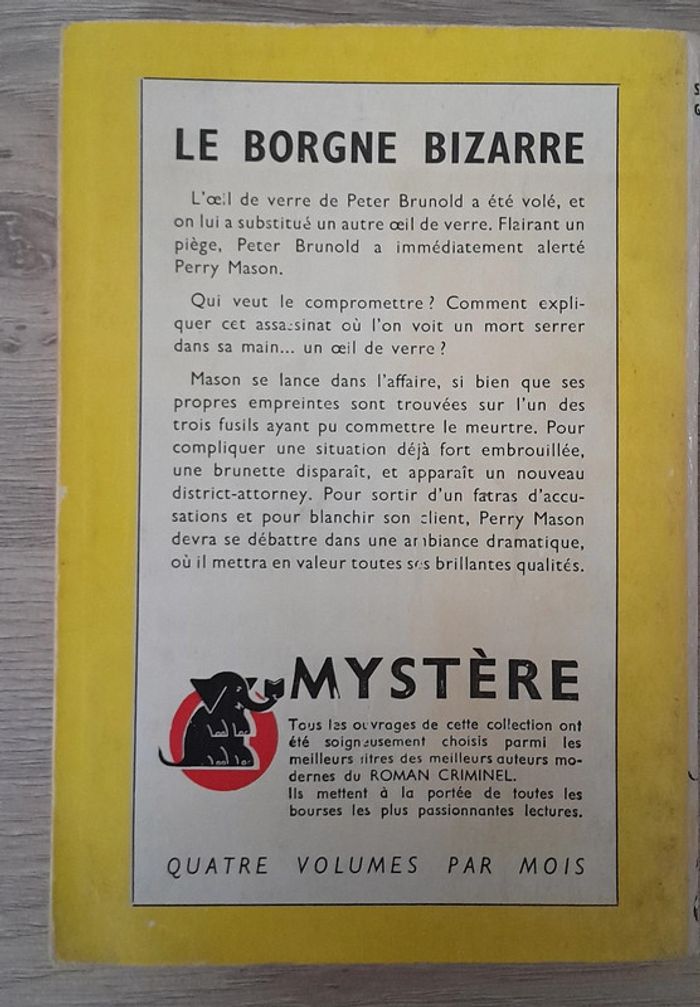 LE BORGNE BIZARRE
L'œil de verre de Peter Brunold a été volé, et
on lui a substitué un autre œil de verre. Flairant un
piège, Peter Brunold a immédiatement alerté
Perry Mason.
Qui veut le compromettre ? Comment expli-
quer cet assassinat où l'on voit un mort serrer
dans sa main... un œil de verre ?
Mason se lance dans l'affaire, si bien que ses
propres empreintes sont trouvées sur l'un des
trois fusils ayant pu commettre le meurtre. Pour
compliquer une situation déjà fort embrouillée,
une brunette disparaît, et apparaît un nouveau
district-attorney. Pour sortir d'un fatras d'accu-
sations et pour blanchir son client, Perry Mason
devra se débattre dans une ambiance dramatique,
où il mettra en valeur toutes ses brillantes qualités.
MYSTÈRE
Tous les ouvrages de cette collection ont
été soigneusement choisis parmi les
meilleurs titres des meilleurs auteurs mo-
dernes du ROMAN CRIMINEL.
Ils mettent à la portée de toutes les
bourses les plus passionnantes lectures.
QUATRE VOLUMES PAR MOIS